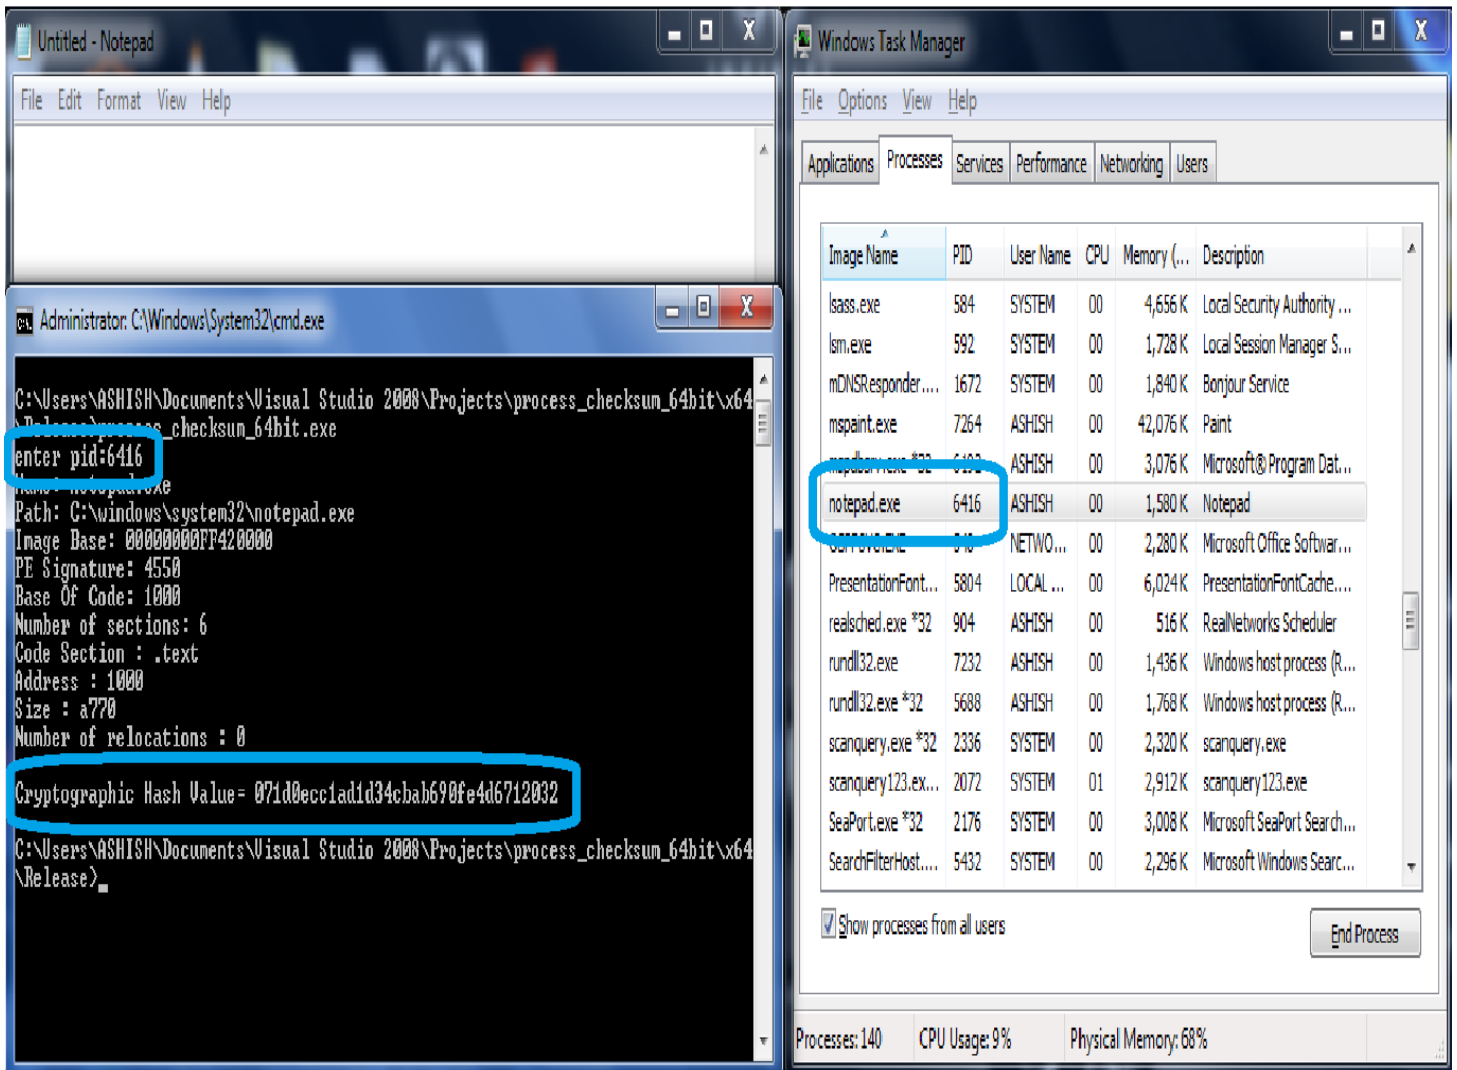 Untitled - Notepad
File Edit Format View Help
Administrator: C:\Windows\System32\cmd.exe
C:\Users\ASHISH\Documents\Visual Studio 2008\Projects\process_checksum_64bit\x64
\Release>process_checksum_64bit.exe
enter pid:6416
Name: notepad.exe
Path: C:\windows\system32\notepad.exe
Image Base: 00000000FF420000
PE Signature: 4550
Base Of Code: 1000
Number of sections: 6
Code Section : .text
Address : 1000
Size : a770
Number of relocations : 0
Cryptographic Hash Value= 071d0ecc1ad1d34cbab690fe4d6712032
C:\Users\ASHISH\Documents\Visual Studio 2008\Projects\process_checksum_64bit\x64
\Release>_
Windows Task Manager
File Options View Help
Applications Processes Services Performance Networking Users
Image Name PID User Name CPU Memory (... Description
lsass.exe 584 SYSTEM 00 4,656 K Local Security Authority ...
lsm.exe 592 SYSTEM 00 1,728 K Local Session Manager S...
mDNSResponder.... 1672 SYSTEM 00 1,840 K Bonjour Service
mspaint.exe 7264 ASHISH 00 42,076 K Paint
mspdbsrv.exe *32 6192 ASHISH 00 3,076 K Microsoft® Program Dat...
notepad.exe 6416 ASHISH 00 1,580 K Notepad
NETWO... 00 2,280 K Microsoft Office Softwar...
PresentationFont... 5804 LOCAL ... 00 6,024 K PresentationFontCache....
realsched.exe *32 904 ASHISH 00 516 K RealNetworks Scheduler
rundll32.exe 7232 ASHISH 00 1,436 K Windows host process (R...
rundll32.exe *32 5688 ASHISH 00 1,768 K Windows host process (R...
scanquery.exe *32 2336 SYSTEM 00 2,320 K scanquery.exe
scanquery123.ex... 2072 SYSTEM 01 2,912 K scanquery123.exe
SeaPort.exe *32 2176 SYSTEM 00 3,008 K Microsoft SeaPort Search...
SearchFilterHost.... 5432 SYSTEM 00 2,296 K Microsoft Windows Searc...
Show processes from all users
End Process
Processes: 140 CPU Usage: 9% Physical Memory: 68%